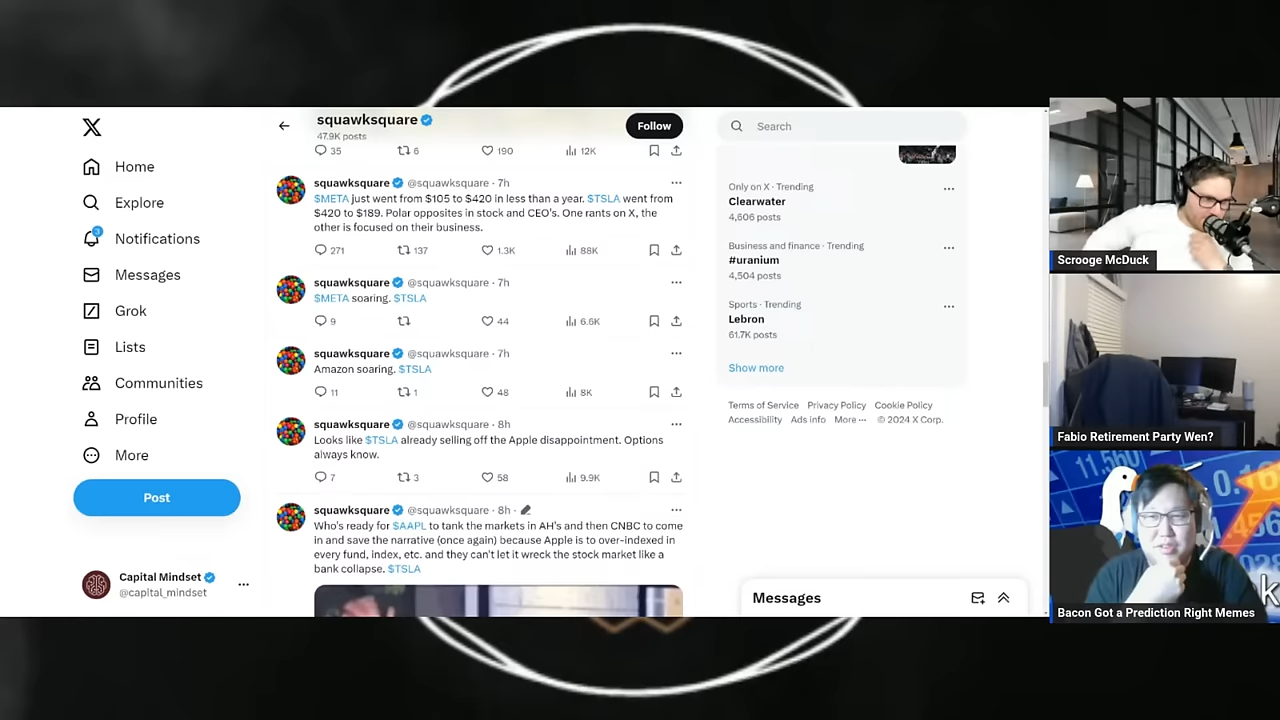 Home
Explore
3
Notifications
Messages
Grok
Lists
Communities
Profile
More
Post
Capital Mindset
@capital_mindset
squawksquare
47.9K posts
Follow
35 6 190 12K
squawksquare @squawksquare · 7h
$META just went from $105 to $420 in less than a year. $TSLA went from
$420 to $189. Polar opposites in stock and CEO's. One rants on X, the
other is focused on their business.
271 137 1.3K 88K
squawksquare @squawksquare · 7h
$META soaring. $TSLA
9 44 6.6K
squawksquare @squawksquare · 7h
Amazon soaring. $TSLA
11 1 48 8K
squawksquare @squawksquare · 8h
Looks like $TSLA already selling off the Apple disappointment. Options
always know.
7 3 58 9.9K
squawksquare @squawksquare · 8h ·
Who's ready for $AAPL to tank the markets in AH's and then CNBC to come
in and save the narrative (once again) because Apple is to over-indexed in
every fund, index, etc. and they can't let it wreck the stock market like a
bank collapse. $TSLA
Search
Only on X · Trending
Clearwater
4,606 posts
Business and finance · Trending
#uranium
4,504 posts
Sports · Trending
Lebron
61.7K posts
Show more
Terms of Service Privacy Policy Cookie Policy
Accessibility Ads info More ··· © 2024 X Corp.
Messages
Scrooge McDuck
Fabio Retirement Party Wen?
11.560
0.16
k
Bacon Got a Prediction Right Memes